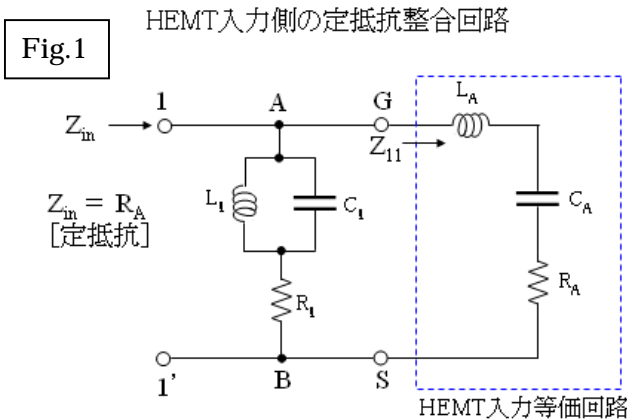 HEMT入力側の定抵抗整合回路
Fig.1
1
A
G
L_A
Z_in
Z_11
Z_in = R_A
[定抵抗]
L_1
C_1
C_A
R_1
R_A
1'
B
S
HEMT入力等価回路